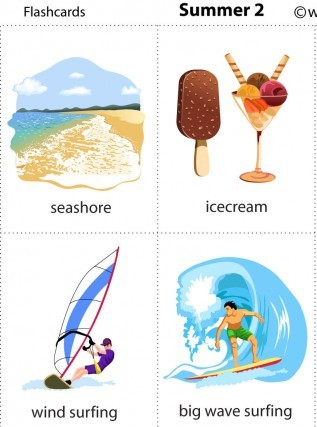 Flashcards
Summer 2
©w
seashore
icecream
wind surfing
big wave surfing